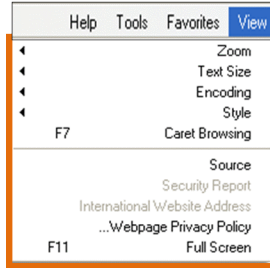 Help Tools Favorites View
Zoom
Text Size
Encoding
Style
F7 Caret Browsing
Source
Security Report
International Website Address
...Webpage Privacy Policy
F11 Full Screen